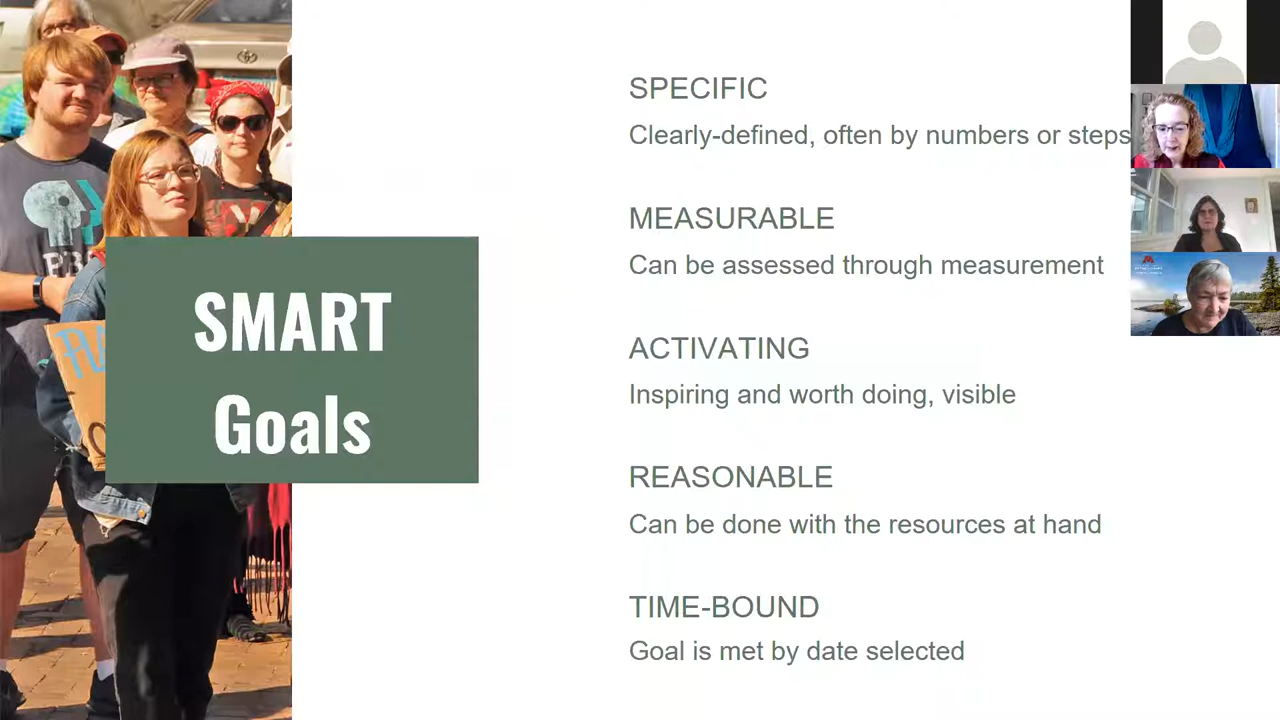 SMART
Goals
SPECIFIC
Clearly-defined, often by numbers or steps
MEASURABLE
Can be assessed through measurement
ACTIVATING
Inspiring and worth doing, visible
REASONABLE
Can be done with the resources at hand
TIME-BOUND
Goal is met by date selected